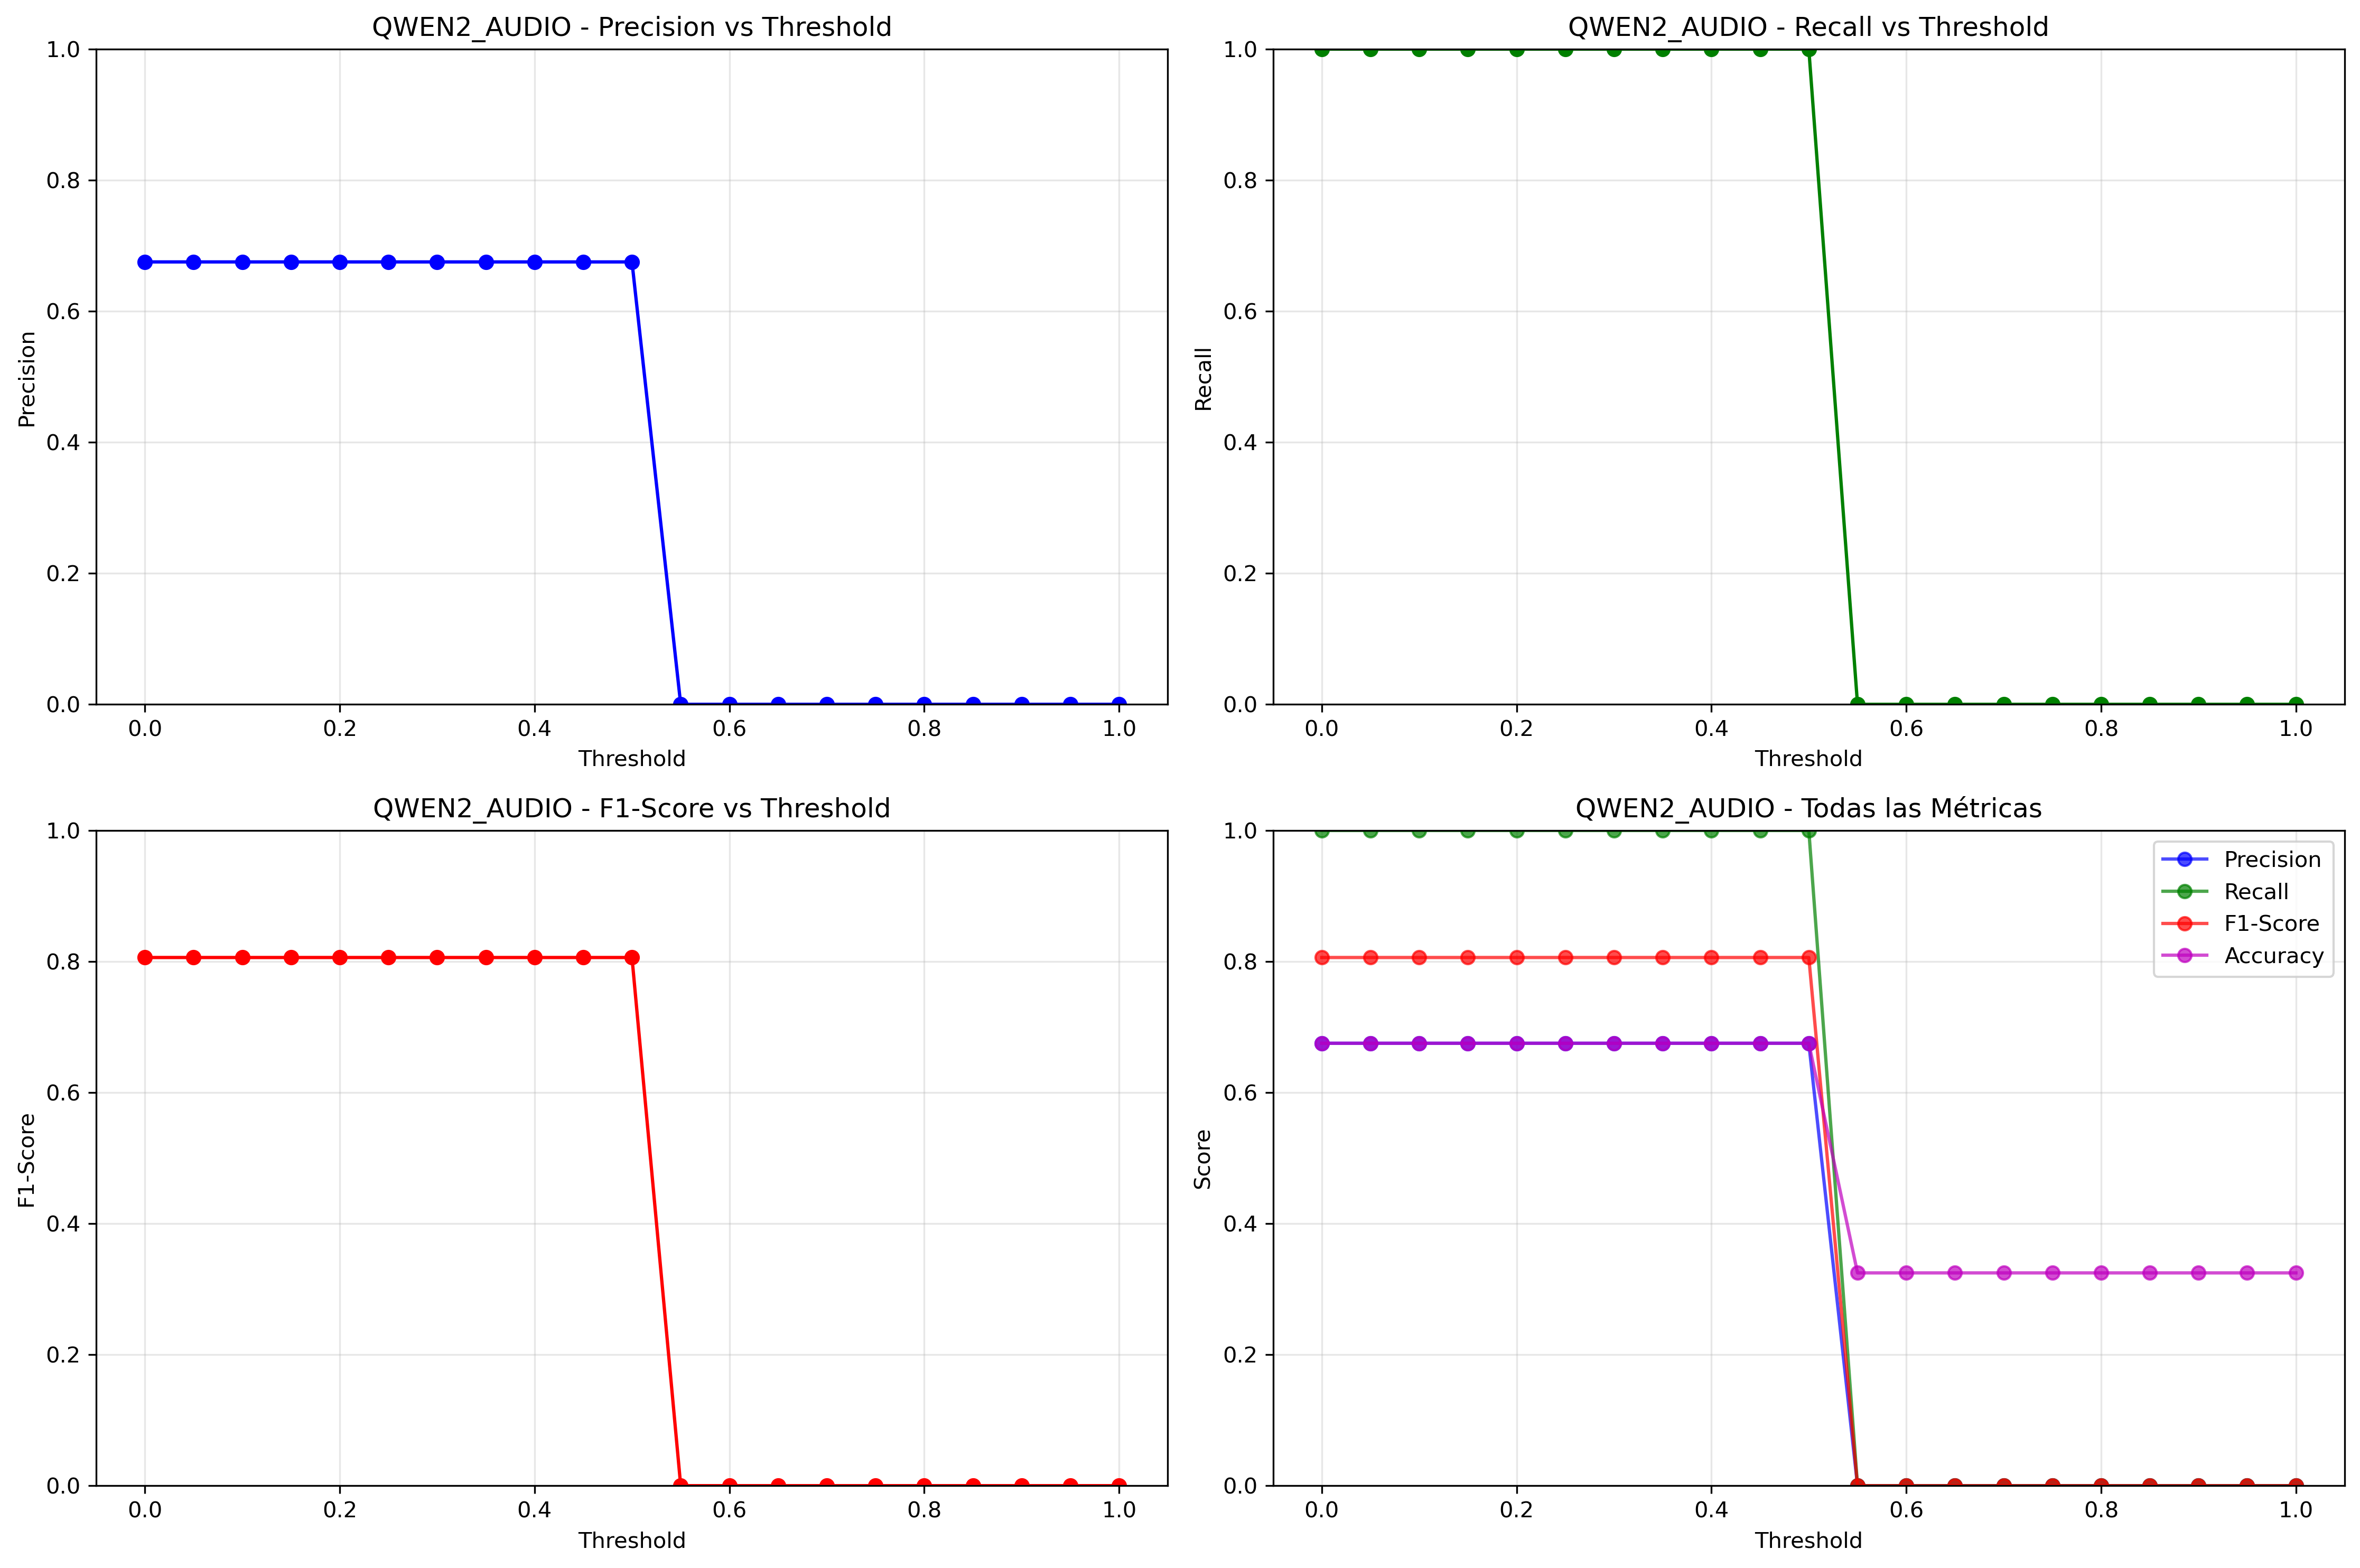 QWEN2_AUDIO - Precision vs Threshold
1.0
0.8
0.6
0.4
0.2
0.0
Precision
0.0 0.2 0.4 0.6 0.8 1.0
Threshold
QWEN2_AUDIO - Recall vs Threshold
1.0
0.8
0.6
0.4
0.2
0.0
Recall
0.0 0.2 0.4 0.6 0.8 1.0
Threshold
QWEN2_AUDIO - F1-Score vs Threshold
1.0
0.8
0.6
0.4
0.2
0.0
F1-Score
0.0 0.2 0.4 0.6 0.8 1.0
Threshold
QWEN2_AUDIO - Todas las Métricas
1.0
0.8
0.6
0.4
0.2
0.0
Score
Precision
Recall
F1-Score
Accuracy
0.0 0.2 0.4 0.6 0.8 1.0
Threshold